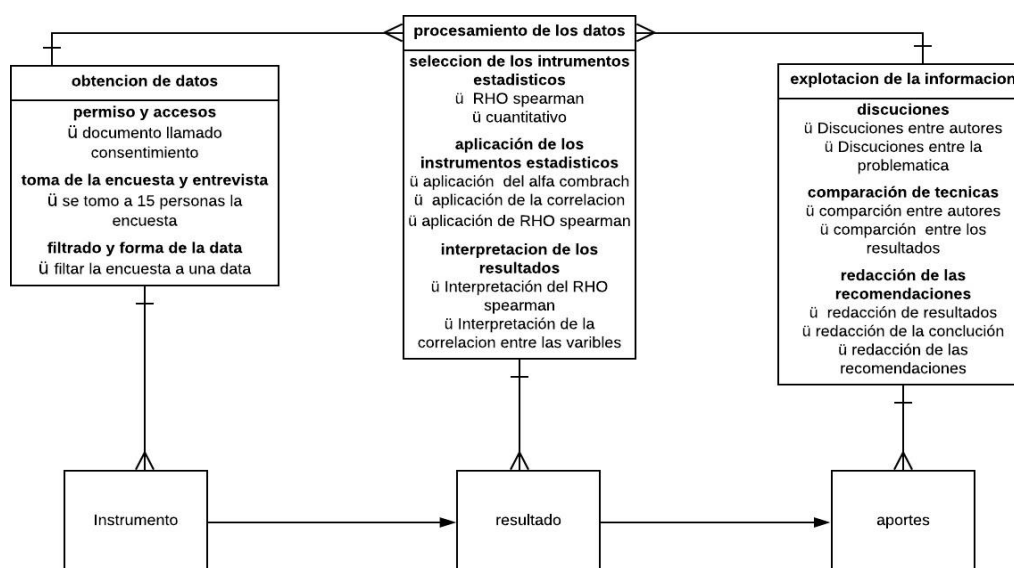 obtencion de datos
permiso y accesos
ü documento llamado
consentimiento
toma de la encuesta y entrevista
ü se tomo a 15 personas la
encuesta
filtrado y forma de la data
ü filtar la encuesta a una data
procesamiento de los datos
seleccion de los intrumentos
estadisticos
ü RHO spearman
ü cuantitativo
aplicación de los
instrumentos estadisticos
ü aplicación del alfa combrach
ü aplicación de la correlacion
ü aplicación de RHO spearman
interpretacion de los
resultados
ü Interpretación del RHO
spearman
ü Interpretación de la
correlacion entre las varibles
explotacion de la informacion
discuciones
ü Discuciones entre autores
ü Discuciones entre la
problematica
comparación de tecnicas
ü comparción entre autores
ü comparción entre los
resultados
redacción de las
recomendaciones
ü redacción de resultados
ü redacción de la conclución
ü redacción de las
recomendaciones
Instrumento
resultado
aportes